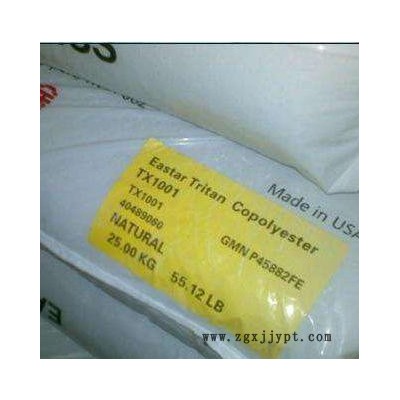 Eastar Tritan Copolyester
TX1001
TX1001
40489060
GMN P45882FE
NATURAL
25.00 KG 55.12 LB
Made in USA
www.zgxjjypt.com